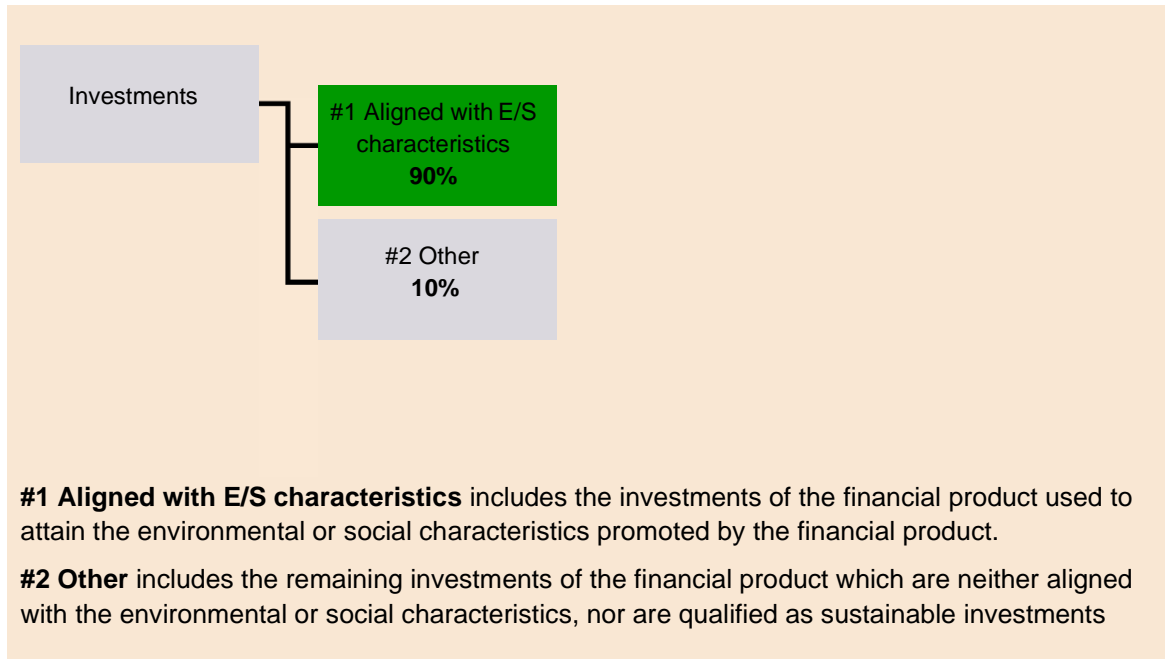 Investments
#1 Aligned with E/S
characteristics
90%
#2 Other
10%
#1 Aligned with E/S characteristics includes the investments of the financial product used to
attain the environmental or social characteristics promoted by the financial product.
#2 Other includes the remaining investments of the financial product which are neither aligned
with the environmental or social characteristics, nor are qualified as sustainable investments